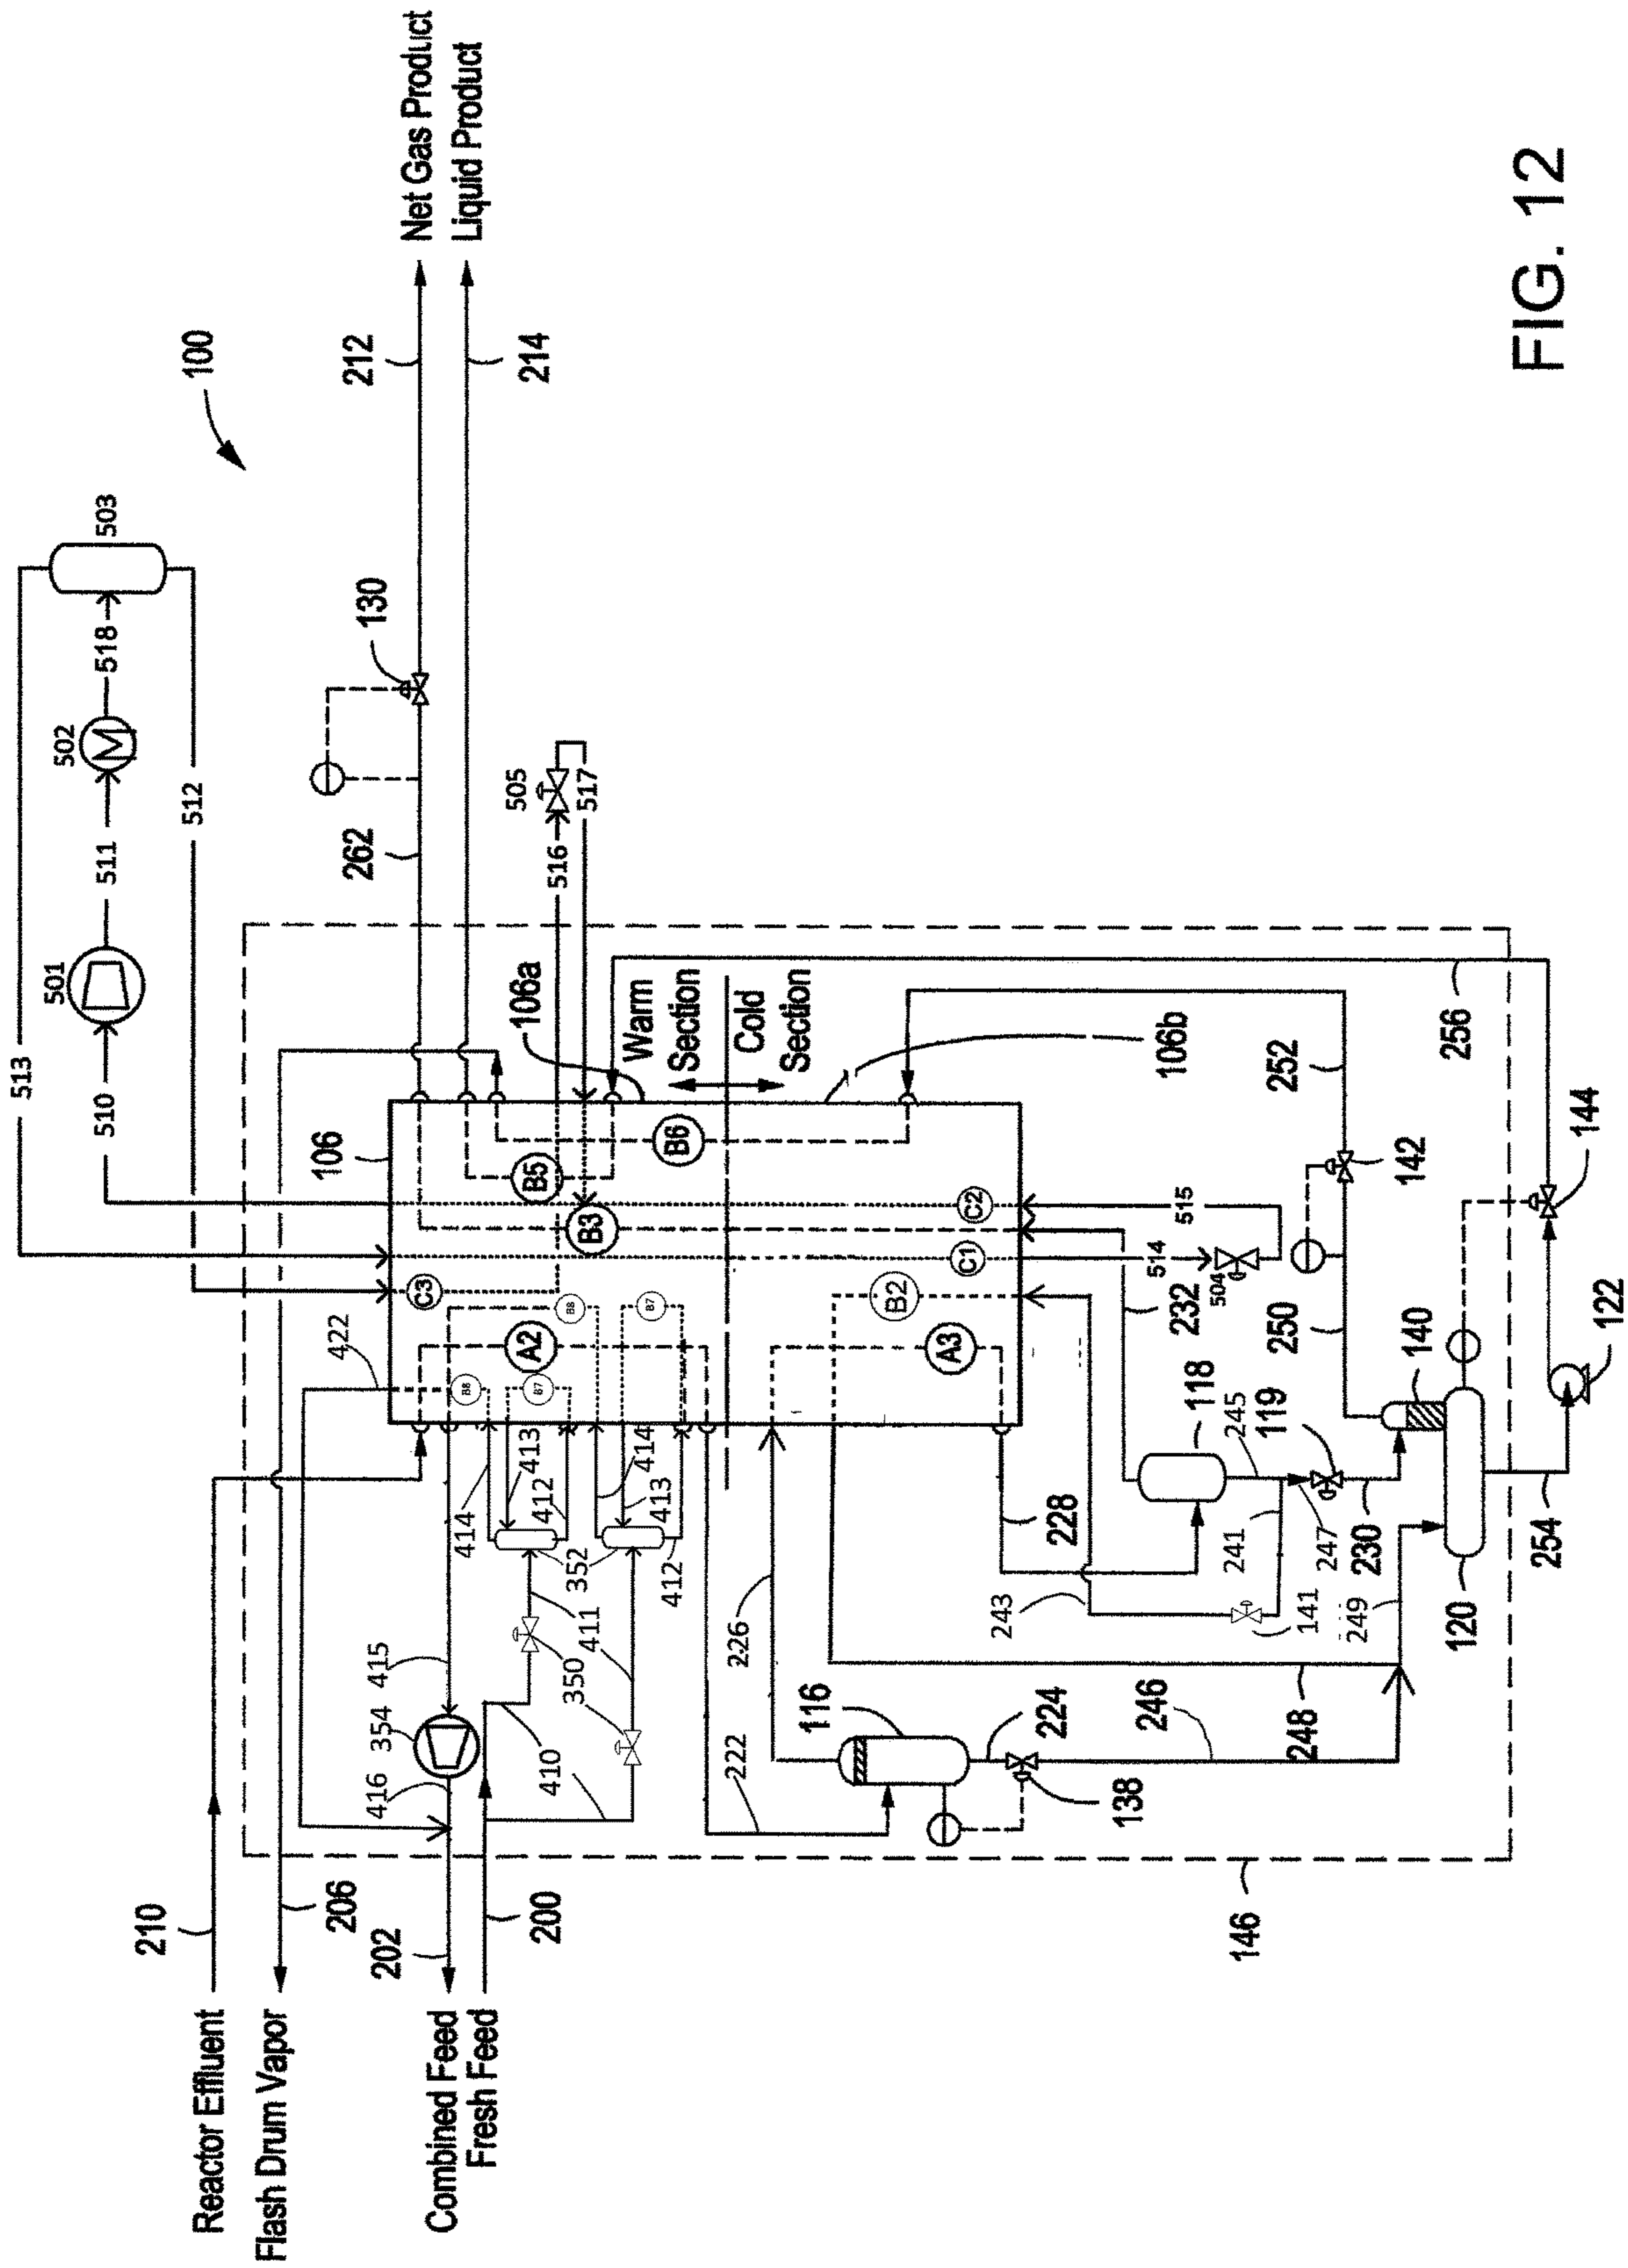 513
510
501
511
502
518
503
210
Reactor Effluent
512
100
Flash Drum Vapor
206
422
106
262
130
212
Combined Feed
202
416
354
415
Net Gas Product
Fresh Feed
200
414
413
412
C3
A2
B8
B7
Liquid Product
214
410
411
350
352
414
413
412
B8
B7
B5
B3
B6
106a
516
505
517
Warm
Section
Cold
Section
222
226
116
224
138
246
248
A3
B2
C1
C2
106b
228
243
232
118
514
504
515
241
245
141
247
119
249
230
146
120
140
250
142
252
254
122
144
256
FIG. 12